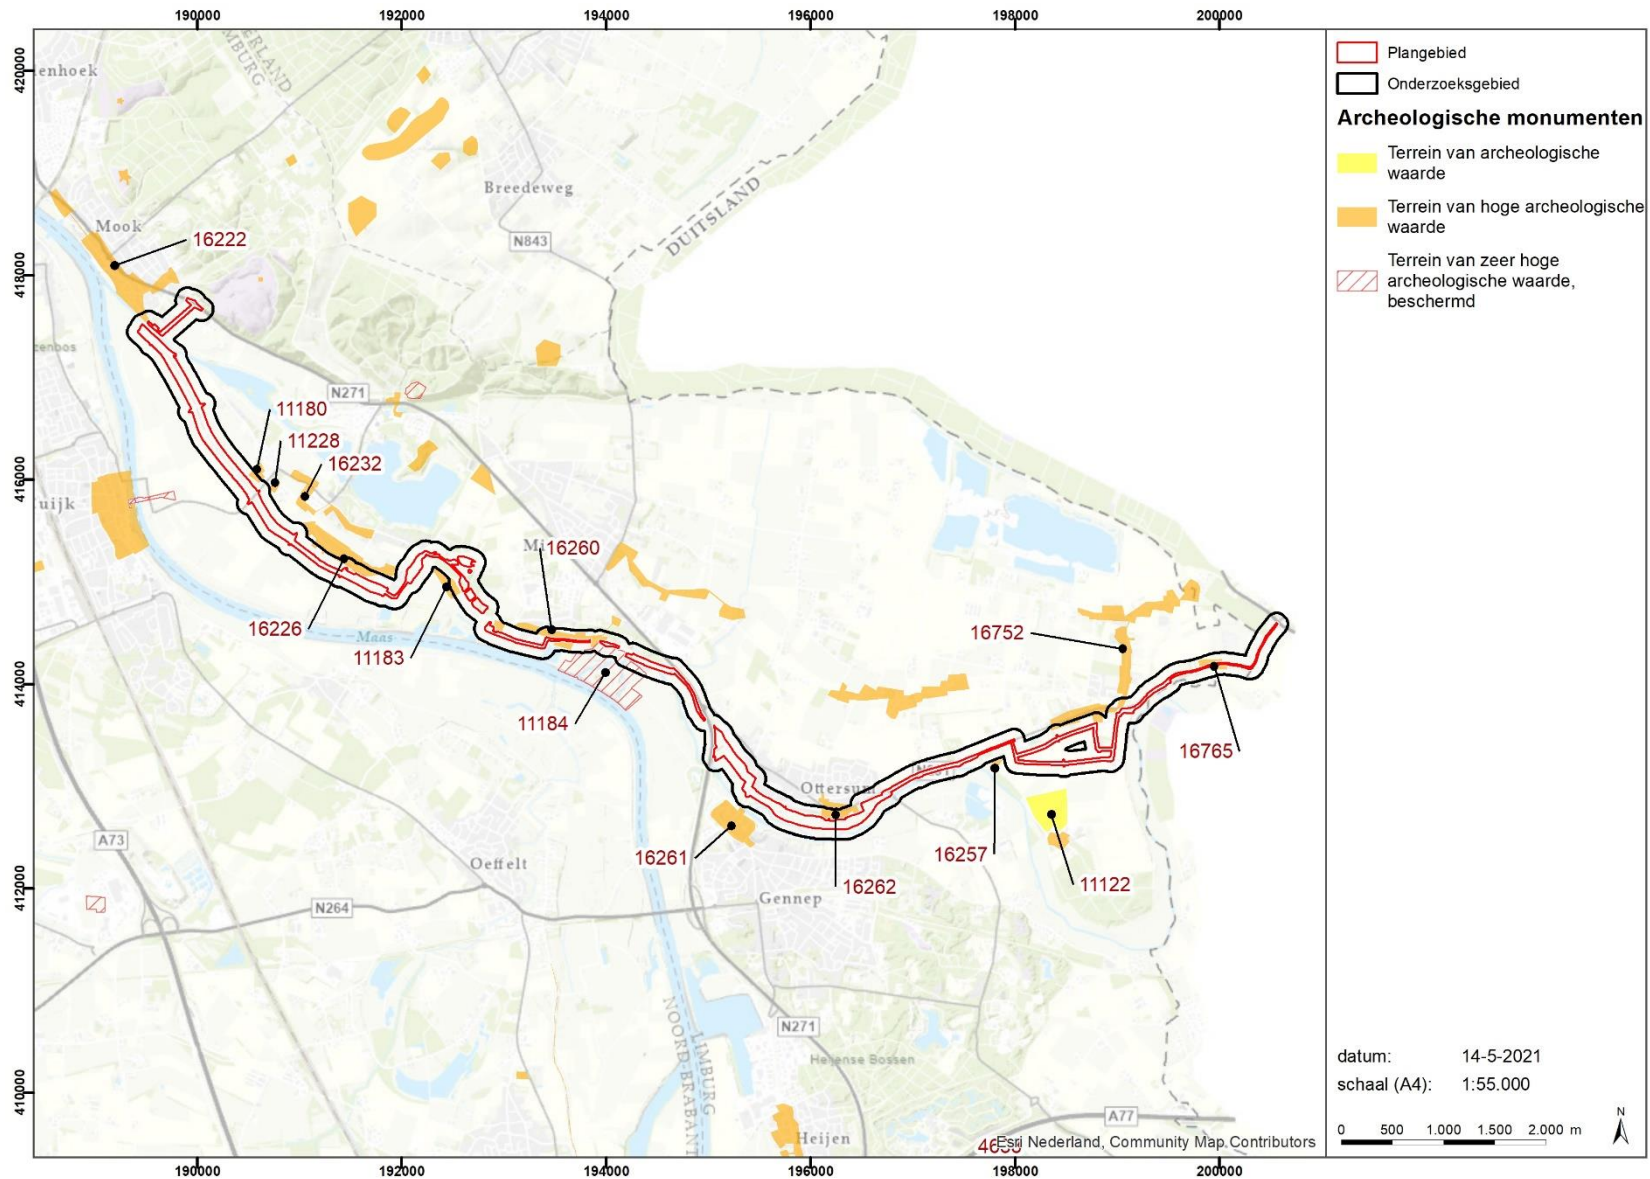 190000
192000
194000
196000
198000
200000
420000
418000
416000
414000
412000
410000
enhoek
LIMBURG
Breedeweg
Mook
16222
N843
DUITSLAND
N271
11180
11228
16232
uijk
16260
16226
Maas
11183
11184
16752
16765
Ottersum
16261
16262
16257
11122
A73
Oeffelt
N264
Gennep
N271
NOORD-BRABANT
LIMBURG
Heijense Bossen
Heijen
A77
Esri Nederland, Community Map Contributors
190000
192000
194000
196000
198000
200000
Plangebied
Onderzoeksgebied
Archeologische monumenten
Terrein van archeologische
waarde
Terrein van hoge archeologische
waarde
Terrein van zeer hoge
archeologische waarde,
beschermd
datum: 14-5-2021
schaal (A4): 1:55.000
N
0 500 1.000 1.500 2.000 m